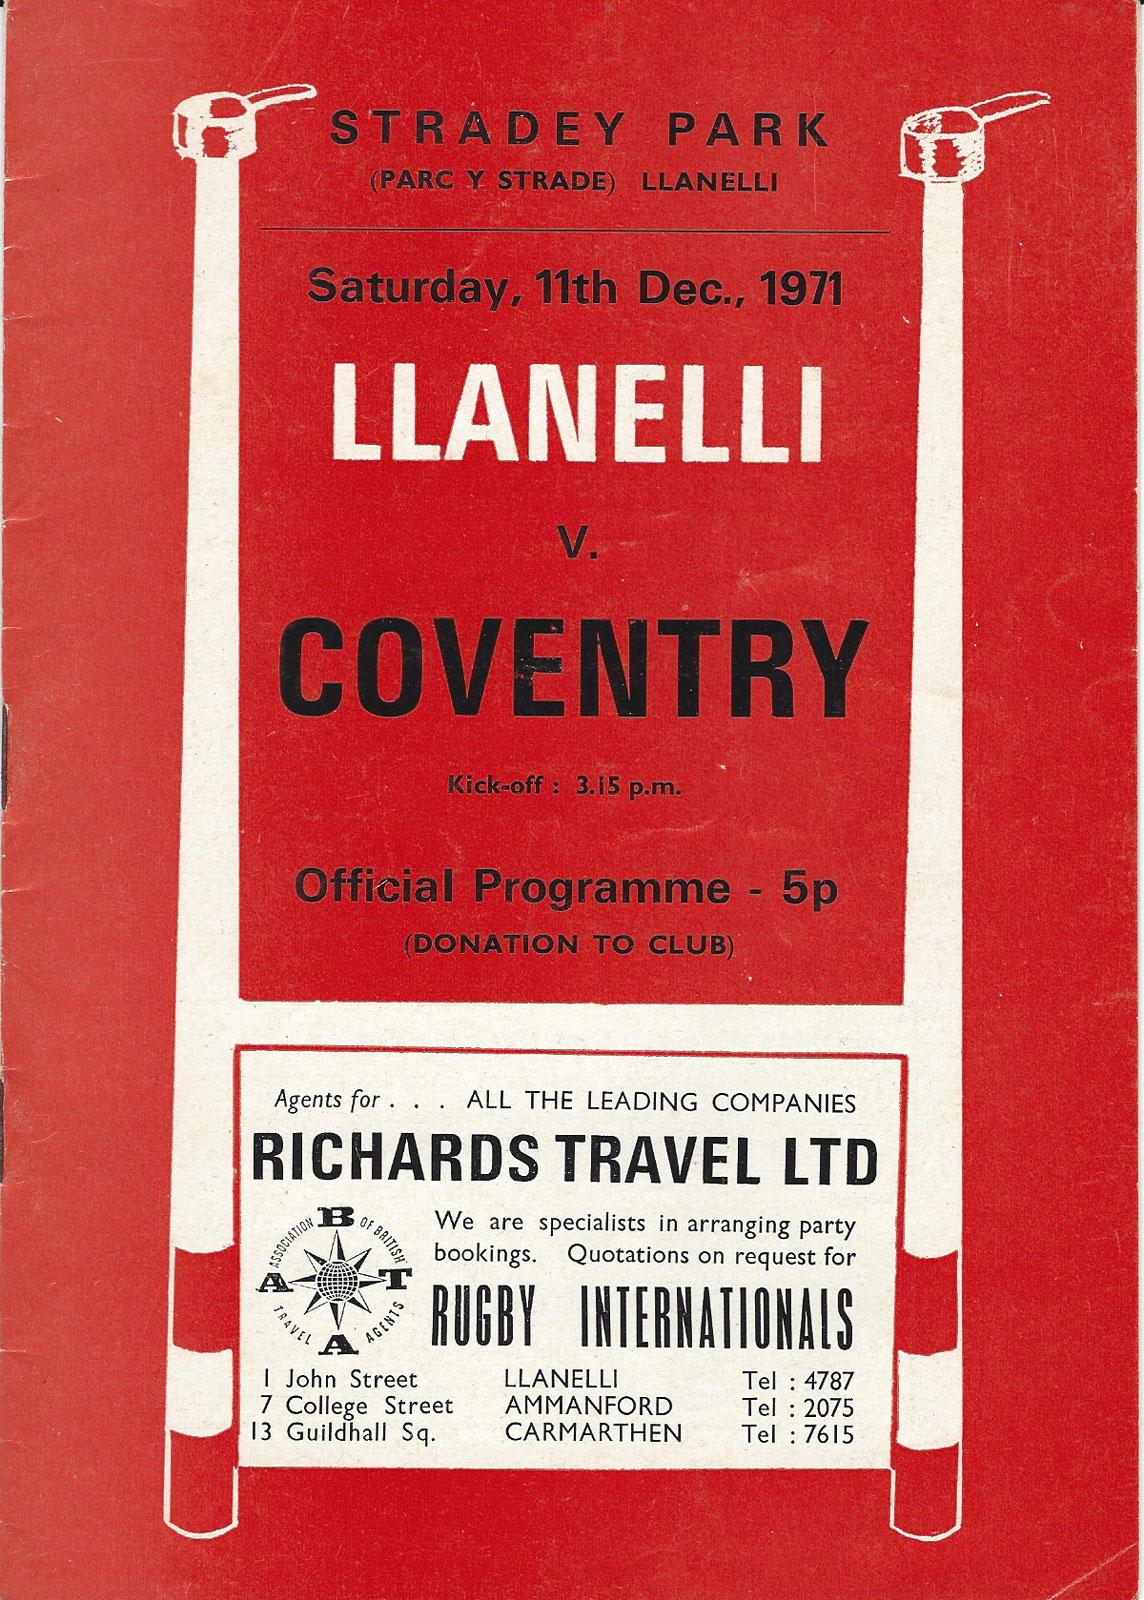 STRADEY PARK
(PARC Y STRADE) LLANELLI
Saturday, 11th Dec., 1971
LLANELLI
V.
COVENTRY
Kick-off : 3.15 p.m.
Official Programme - 5p
(DONATION TO CLUB)
Agents for . . . ALL THE LEADING COMPANIES
RICHARDS TRAVEL LTD
ABTA
ASSOCIATION OF BRITISH TRAVEL AGENTS
We are specialists in arranging party
bookings. Quotations on request for
RUGBY INTERNATIONALS
1 John Street LLANELLI Tel : 4787
7 College Street AMMANFORD Tel : 2075
13 Guildhall Sq. CARMARTHEN Tel : 7615